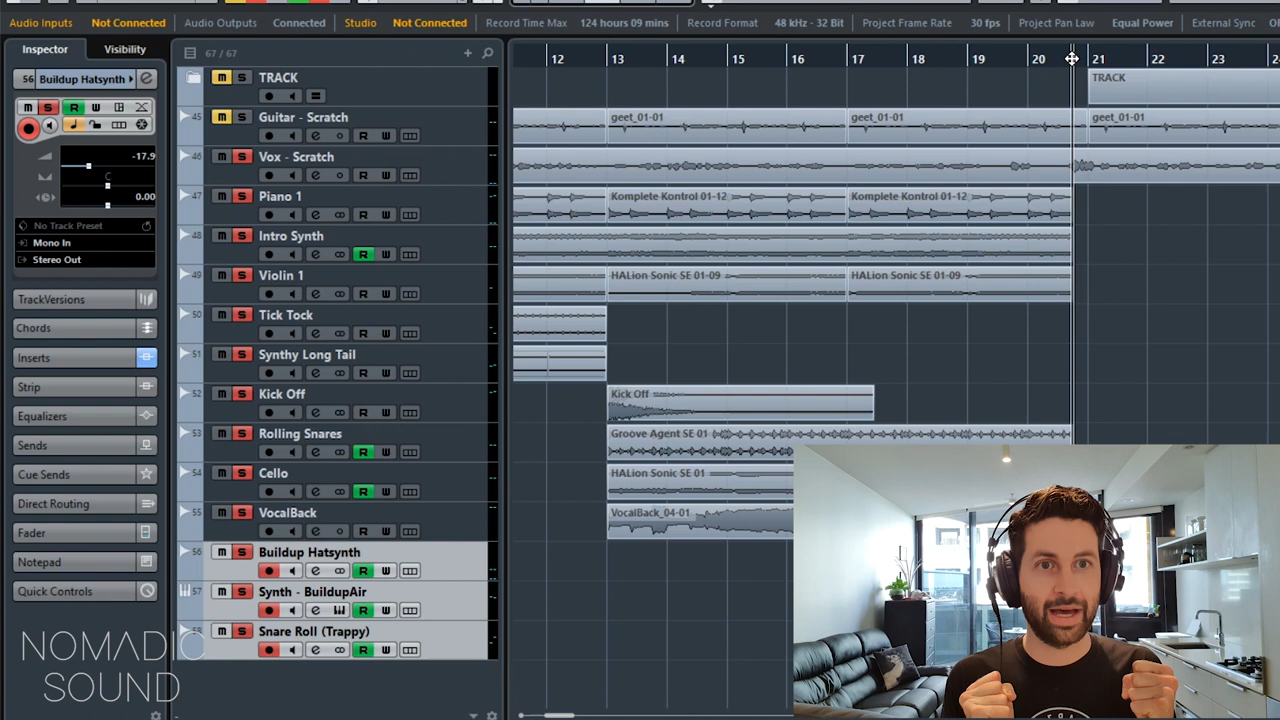 Audio Inputs Not Connected Audio Outputs Connected Studio Not Connected Record Time Max 124 hours 09 mins Record Format 48 kHz - 32 Bit Project Frame Rate 30 fps Project Pan Law Equal Power External Sync
Inspector Visibility 67 / 67
12 13 14 15 16 17 18 19 20 21 22 23
56 Buildup Hatsynth
m S TRACK TRACK
m S R W
45 m S Guitar - Scratch geet_01-01 geet_01-01 geet_01-01
R W
-17.9
46 m S Vox - Scratch
R W
C
0.00
47 m S Piano 1 Komplete Kontrol 01-12 Komplete Kontrol 01-12
R W
No Track Preset
48 m S Intro Synth
Mono In
R W
Stereo Out
49 m S Violin 1 HALion Sonic SE 01-09 HALion Sonic SE 01-09
R W
TrackVersions
50 m S Tick Tock
Chords
R W
51 m S Synthy Long Tail
Inserts
R W
Strip
52 m S Kick Off Kick Off
R W
Equalizers
53 m S Rolling Snares Groove Agent SE 01
Sends
R W
54 m S Cello HALion Sonic SE 01
Cue Sends
R W
Direct Routing
55 m S VocalBack VocalBack_04-01
Fader
R W
56 m S Buildup Hatsynth
Notepad
R W
57 m S Synth - BuildupAir
Quick Controls
R W
m S Snare Roll (Trappy)
R W
NOMADIC
SOUND